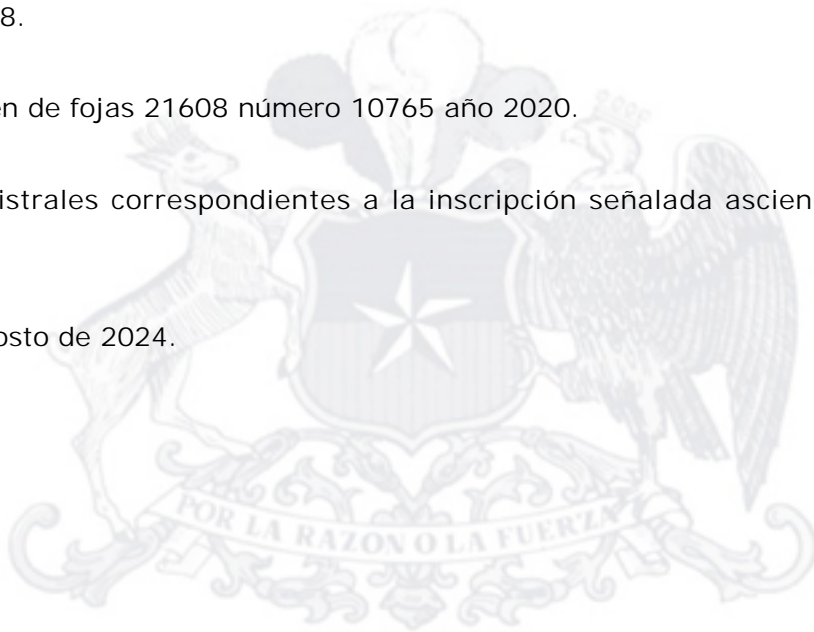 8.
en de fojas 21608 número 10765 año 2020.
istrales correspondientes a la inscripción señalada ascien
osto de 2024.
POR LA RAZON O LA FUERZA